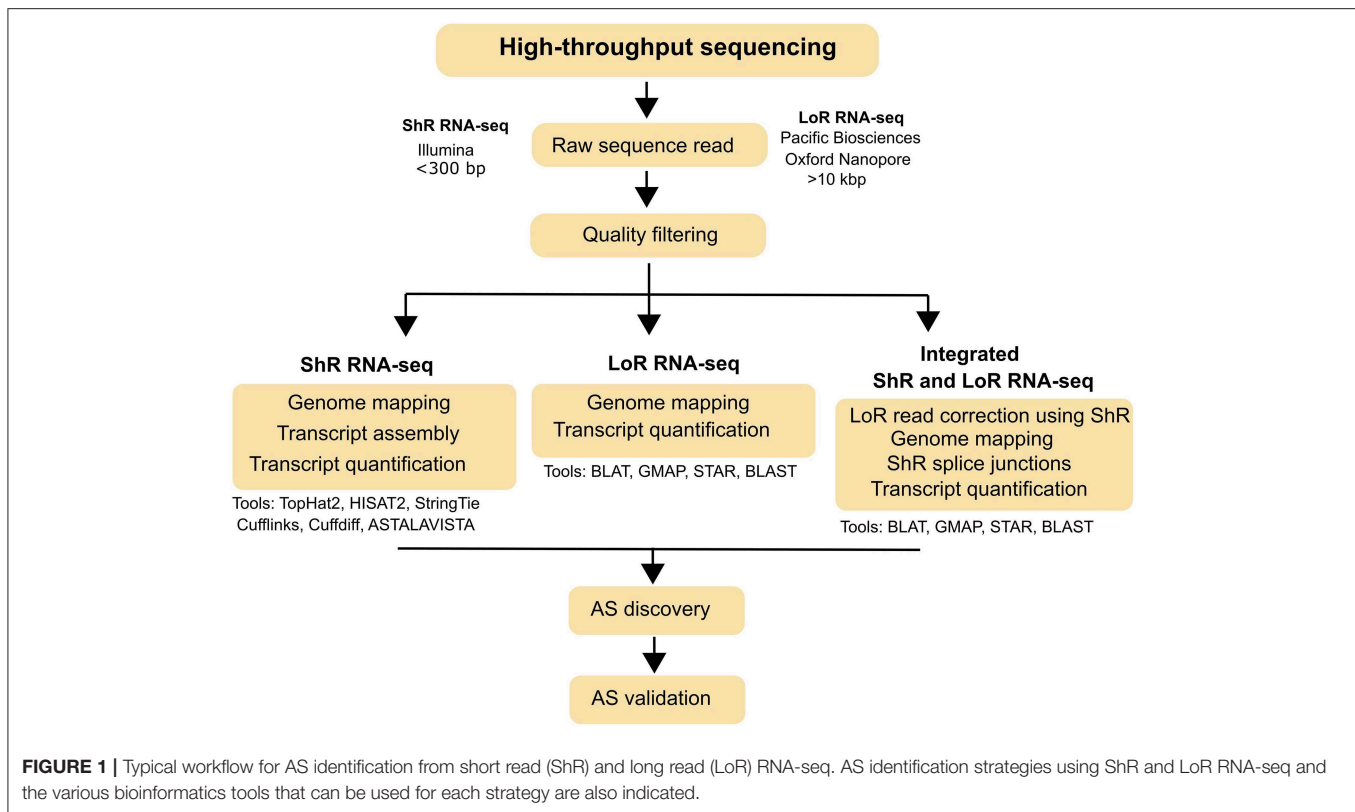 High-throughput sequencing
ShR RNA-seq
Illumina
<300 bp
Raw sequence read
LoR RNA-seq
Pacific Biosciences
Oxford Nanopore
>10 kbp
Quality filtering
ShR RNA-seq
Genome mapping
Transcript assembly
Transcript quantification
Tools: TopHat2, HISAT2, StringTie
Cufflinks, Cuffdiff, ASTALAVISTA
LoR RNA-seq
Genome mapping
Transcript quantification
Tools: BLAT, GMAP, STAR, BLAST
Integrated
ShR and LoR RNA-seq
LoR read correction using ShR
Genome mapping
ShR splice junctions
Transcript quantification
Tools: BLAT, GMAP, STAR, BLAST
AS discovery
AS validation
FIGURE 1 | Typical workflow for AS identification from short read (ShR) and long read (LoR) RNA-seq. AS identification strategies using ShR and LoR RNA-seq and
the various bioinformatics tools that can be used for each strategy are also indicated.